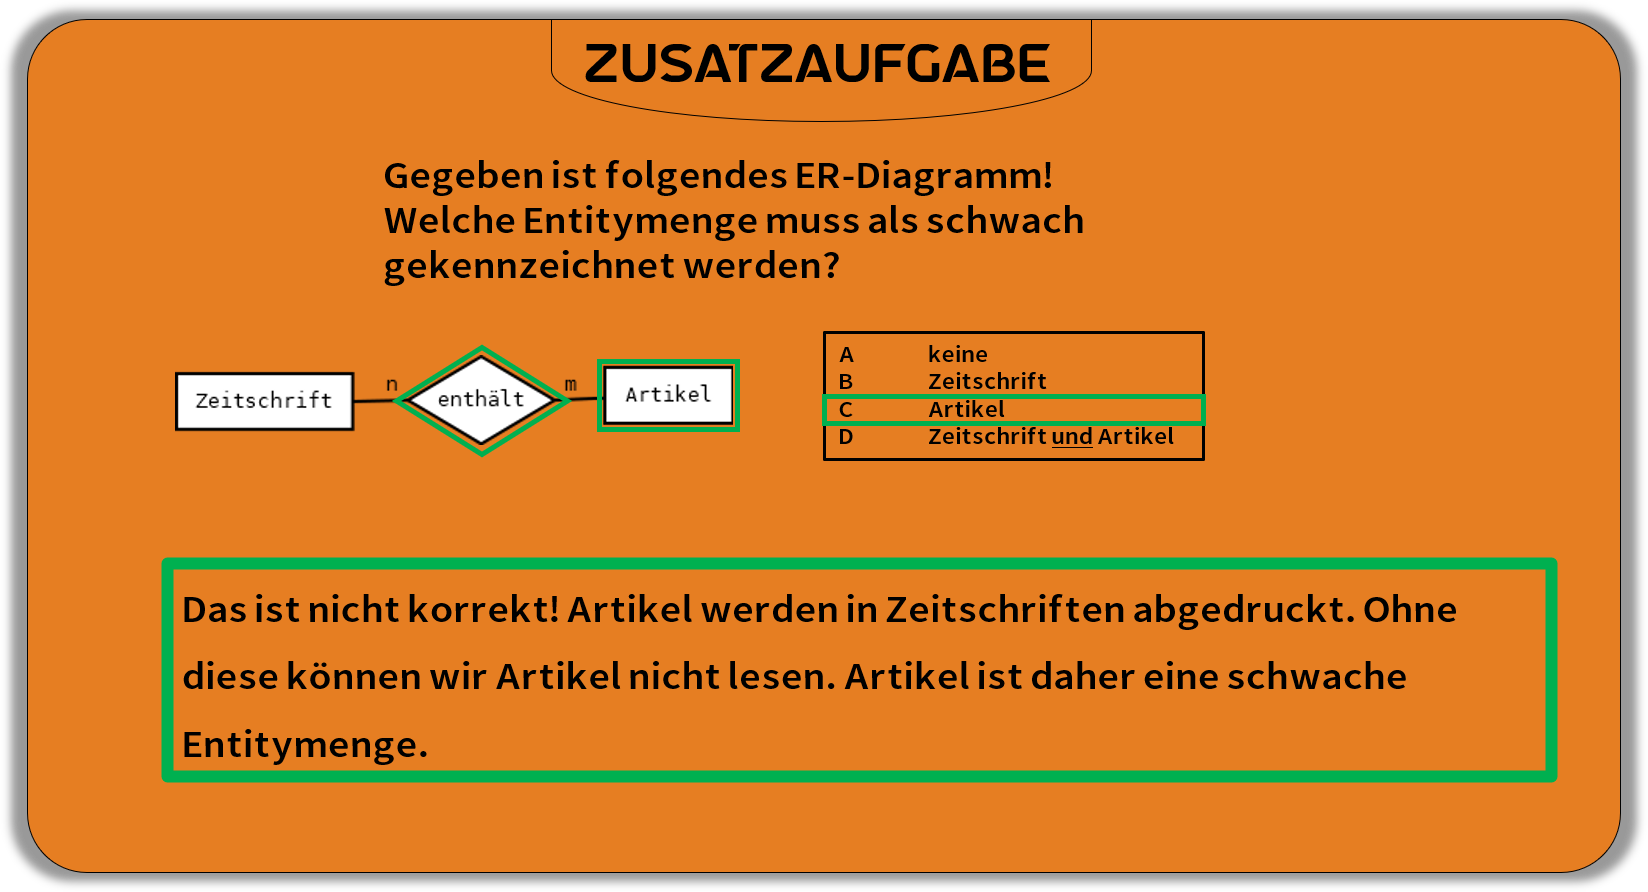 ZUSATZAUFGABE
Gegeben ist folgendes ER-Diagramm!
Welche Entitymenge muss als schwach
gekennzeichnet werden?
Zeitschrift n enthält m Artikel
A keine
B Zeitschrift
C Artikel
D Zeitschrift und Artikel
Das ist nicht korrekt! Artikel werden in Zeitschriften abgedruckt. Ohne
diese können wir Artikel nicht lesen. Artikel ist daher eine schwache
Entitymenge.